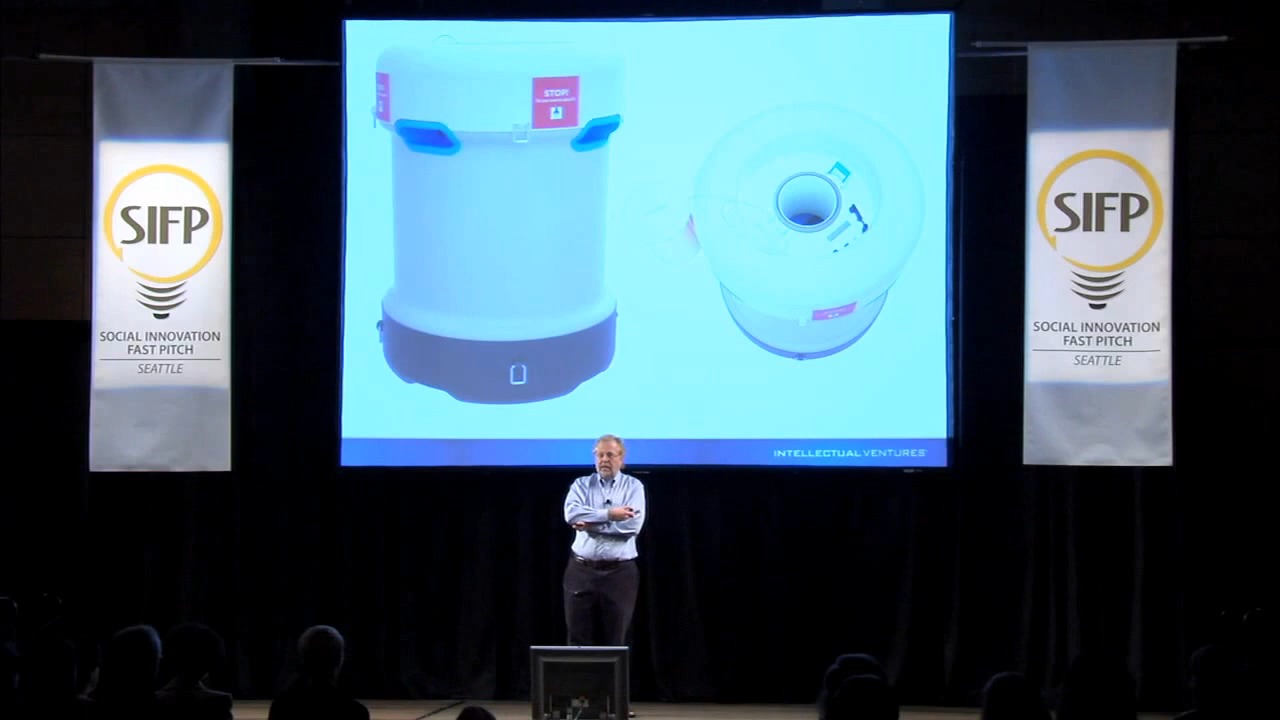 SIFP
SOCIAL INNOVATION
FAST PITCH
SEATTLE
STOP!
INTELLECTUAL VENTURES
SIFP
SOCIAL INNOVATION
FAST PITCH
SEATTLE